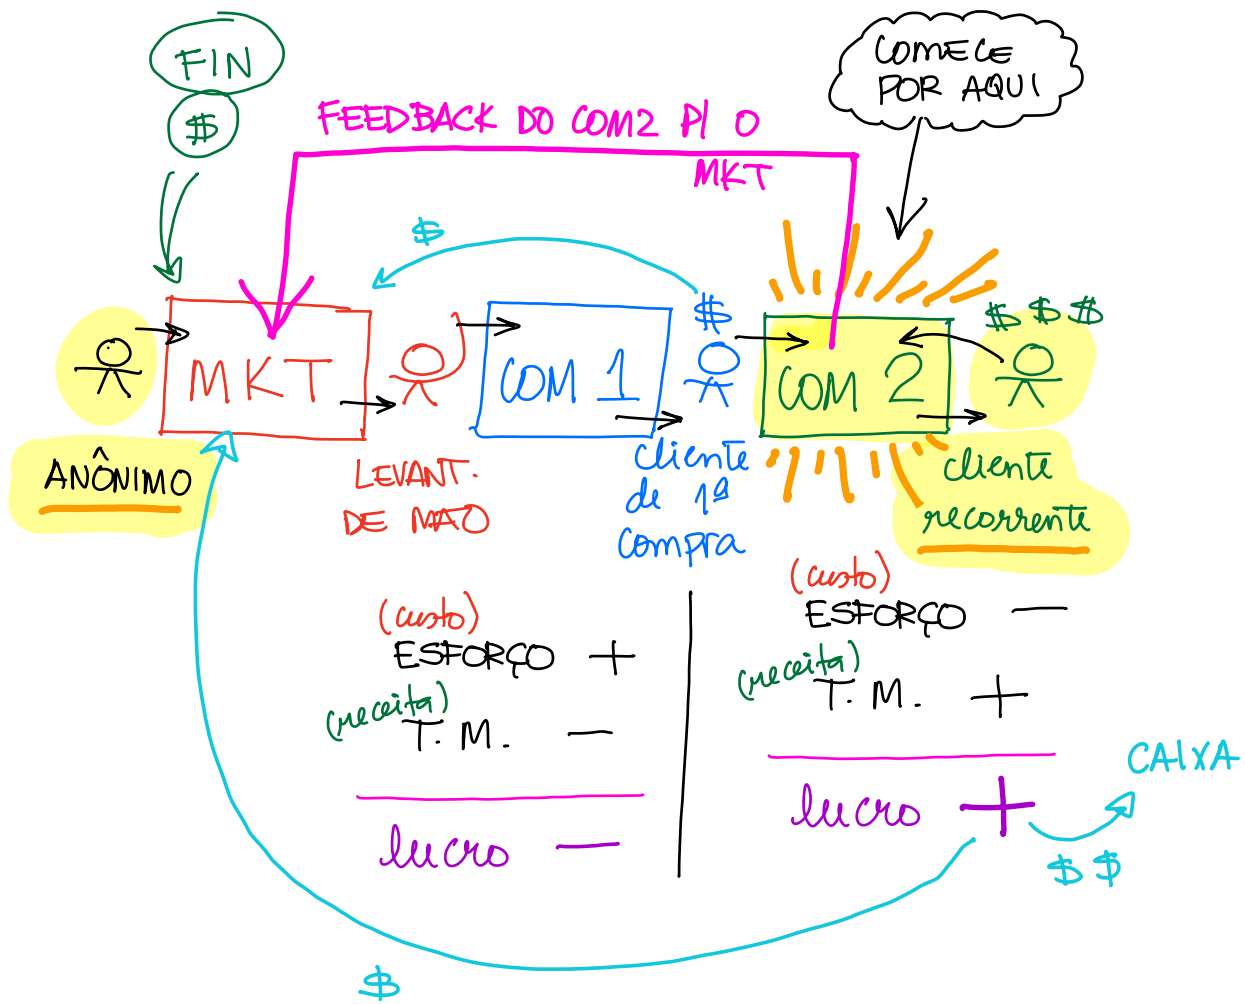 FIN
$
COMECE
POR AQUI
FEEDBACK DO COM2 P/ O
MKT
$
$
$ $ $
MKT
COM 1
COM 2
ANÔNIMO
LEVANT.
DE MÃO
cliente
de 1ª
compra
cliente
recorrente
(custo)
ESFORÇO +
(receita)
T. M. –
lucro –
(custo)
ESFORÇO –
(receita)
T. M. +
lucro +
CAIXA
$ $
$